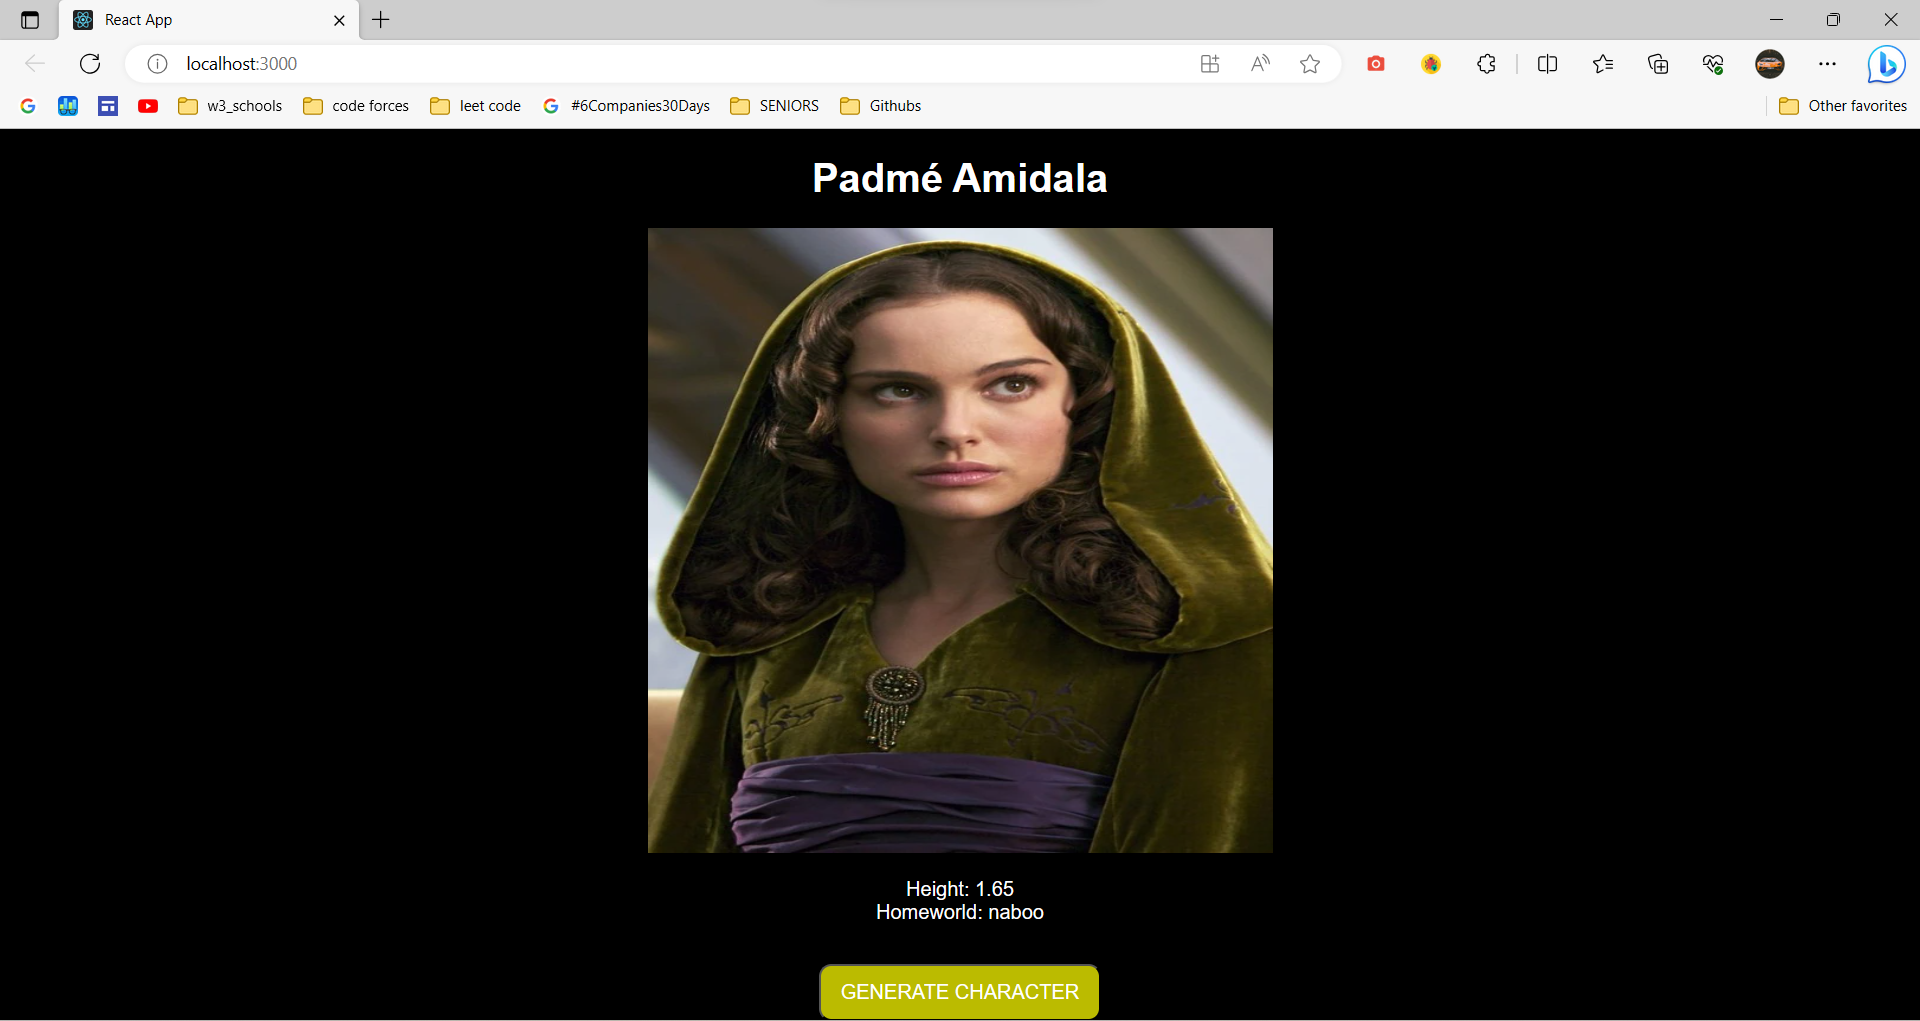 React App
localhost:3000
w3_schools code forces leet code #6Companies30Days SENIORS Githubs Other favorites
Padmé Amidala
Height: 1.65
Homeworld: naboo
GENERATE CHARACTER